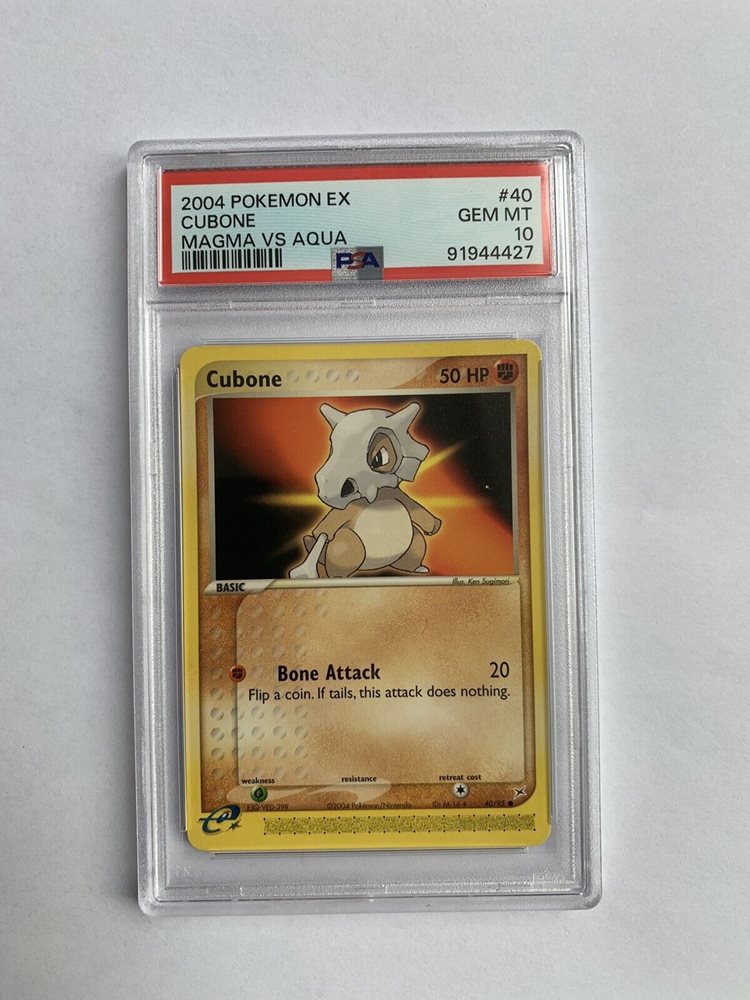 2004 POKEMON EX #40
CUBONE GEM MT
MAGMA VS AQUA 10
PSA 91944427
Cubone 50 HP
BASIC Illus. Ken Sugimori
Bone Attack 20
Flip a coin. If tails, this attack does nothing.
weakness resistance retreat cost
©2004 Pokémon/Nintendo 40/95
e